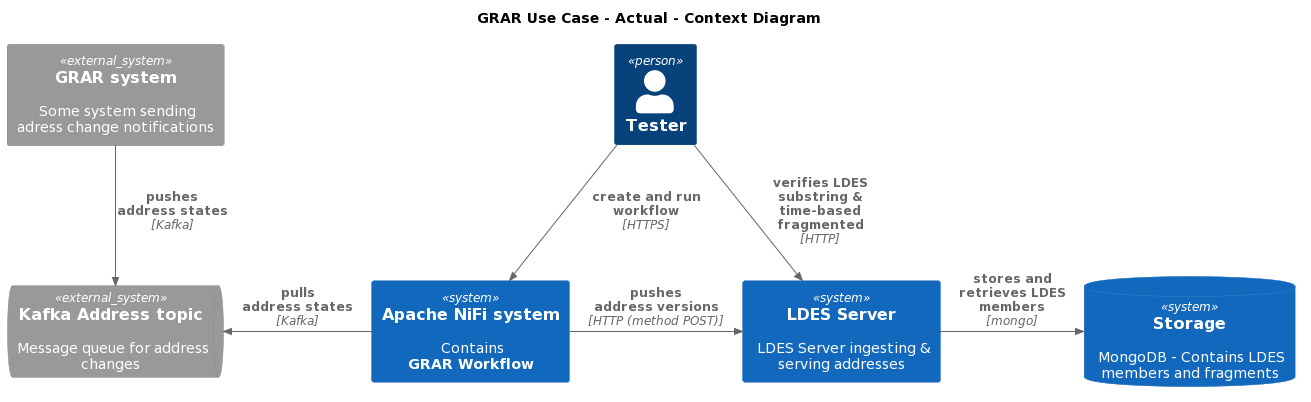 GRAR Use Case - Actual - Context Diagram
«external_system»
GRAR system
Some system sending
adress change notifications
«person»
Tester
pushes
address states
[Kafka]
create and run
workflow
[HTTPS]
verifies LDES
substring &
time-based
fragmented
[HTTP]
«external_system»
Kafka Address topic
Message queue for address
changes
pulls
address states
[Kafka]
«system»
Apache NiFi system
Contains
GRAR Workflow
pushes
address versions
[HTTP (method POST)]
«system»
LDES Server
LDES Server ingesting &
serving addresses
stores and
retrieves LDES
members
[mongo]
«system»
Storage
MongoDB - Contains LDES
members and fragments